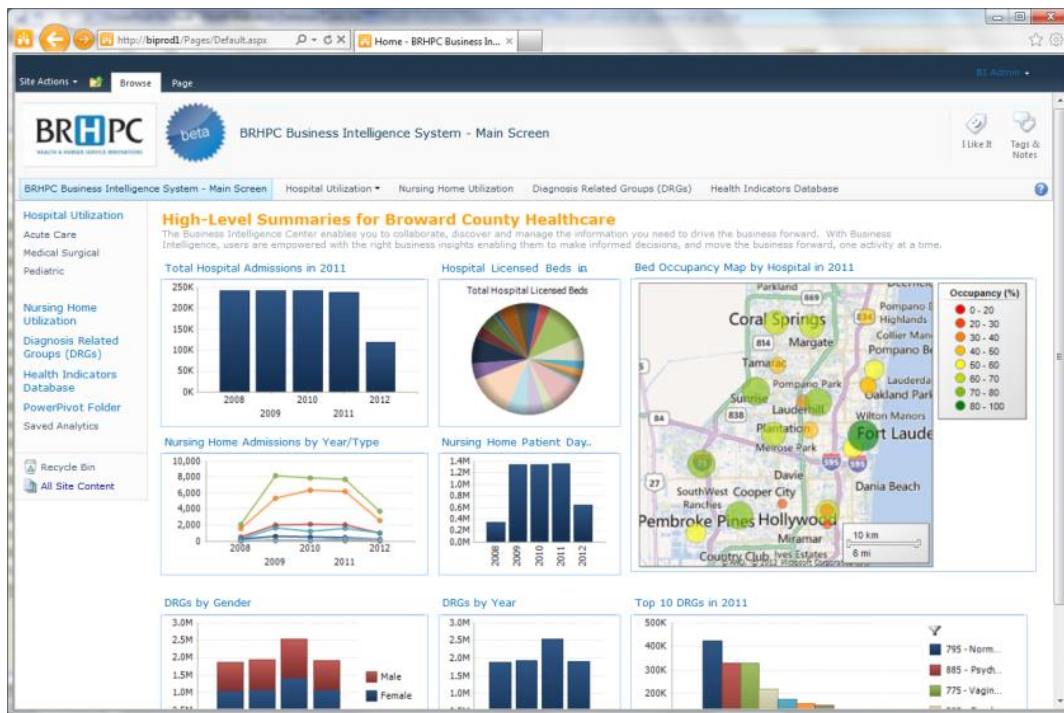 http://biprod1/Pages/Default.aspx
Home - BRHPC Business In...
BI Admin
Site Actions
Browse
Page
BRHPC
HEALTH & HUMAN SERVICE INNOVATIONS
beta
BRHPC Business Intelligence System - Main Screen
I Like It
Tags &
Notes
BRHPC Business Intelligence System - Main Screen
Hospital Utilization
Nursing Home Utilization
Diagnosis Related Groups (DRGs)
Health Indicators Database
Hospital Utilization
Acute Care
Medical Surgical
Pediatric
Nursing Home
Utilization
Diagnosis Related
Groups (DRGs)
Health Indicators
Database
PowerPivot Folder
Saved Analytics
Recycle Bin
All Site Content
High-Level Summaries for Broward County Healthcare
The Business Intelligence Center enables you to collaborate, discover and manage the information you need to drive the business forward. With Business
Intelligence, users are empowered with the right business insights enabling them to make informed decisions, and move the business forward, one activity at a time.
Total Hospital Admissions in 2011
250K
200K
150K
100K
50K
0K
2008
2009
2010
2011
2012
Hospital Licensed Beds in
Total Hospital Licensed Beds
Bed Occupancy Map by Hospital in 2011
Parkland
869
Pompano
Highlands
834
Coral Springs
Collier Man
814
Margate
Pompano Be
Tamarac
Pompano Park
Lauderda
Sunrise
Oakland Park
84
838
Lauderhill
Wilton Manors
Plantation
Fort Laude
Melrose Park
595
595
Davie
27
Dania Beach
SouthWest
Ranches
Cooper City
Pembroke Pines
Hollywood
Miramar
Country Club
Ives Estates
10 km
6 mi
Occupancy (%)
0 - 20
20 - 30
30 - 40
40 - 50
50 - 60
60 - 70
70 - 80
80 - 100
Nursing Home Admissions by Year/Type
10,000
8,000
6,000
4,000
2,000
0
2008
2009
2010
2011
2012
Nursing Home Patient Day..
1.4M
1.2M
1.0M
0.8M
0.6M
0.4M
0.2M
0.0M
2008
2009
2010
2011
2012
DRGs by Gender
3.0M
2.5M
2.0M
1.5M
1.0M
Male
Female
DRGs by Year
3.0M
2.5M
2.0M
1.5M
1.0M
Top 10 DRGs in 2011
500K
400K
300K
200K
795 - Norm...
885 - Psych...
775 - Vagin...